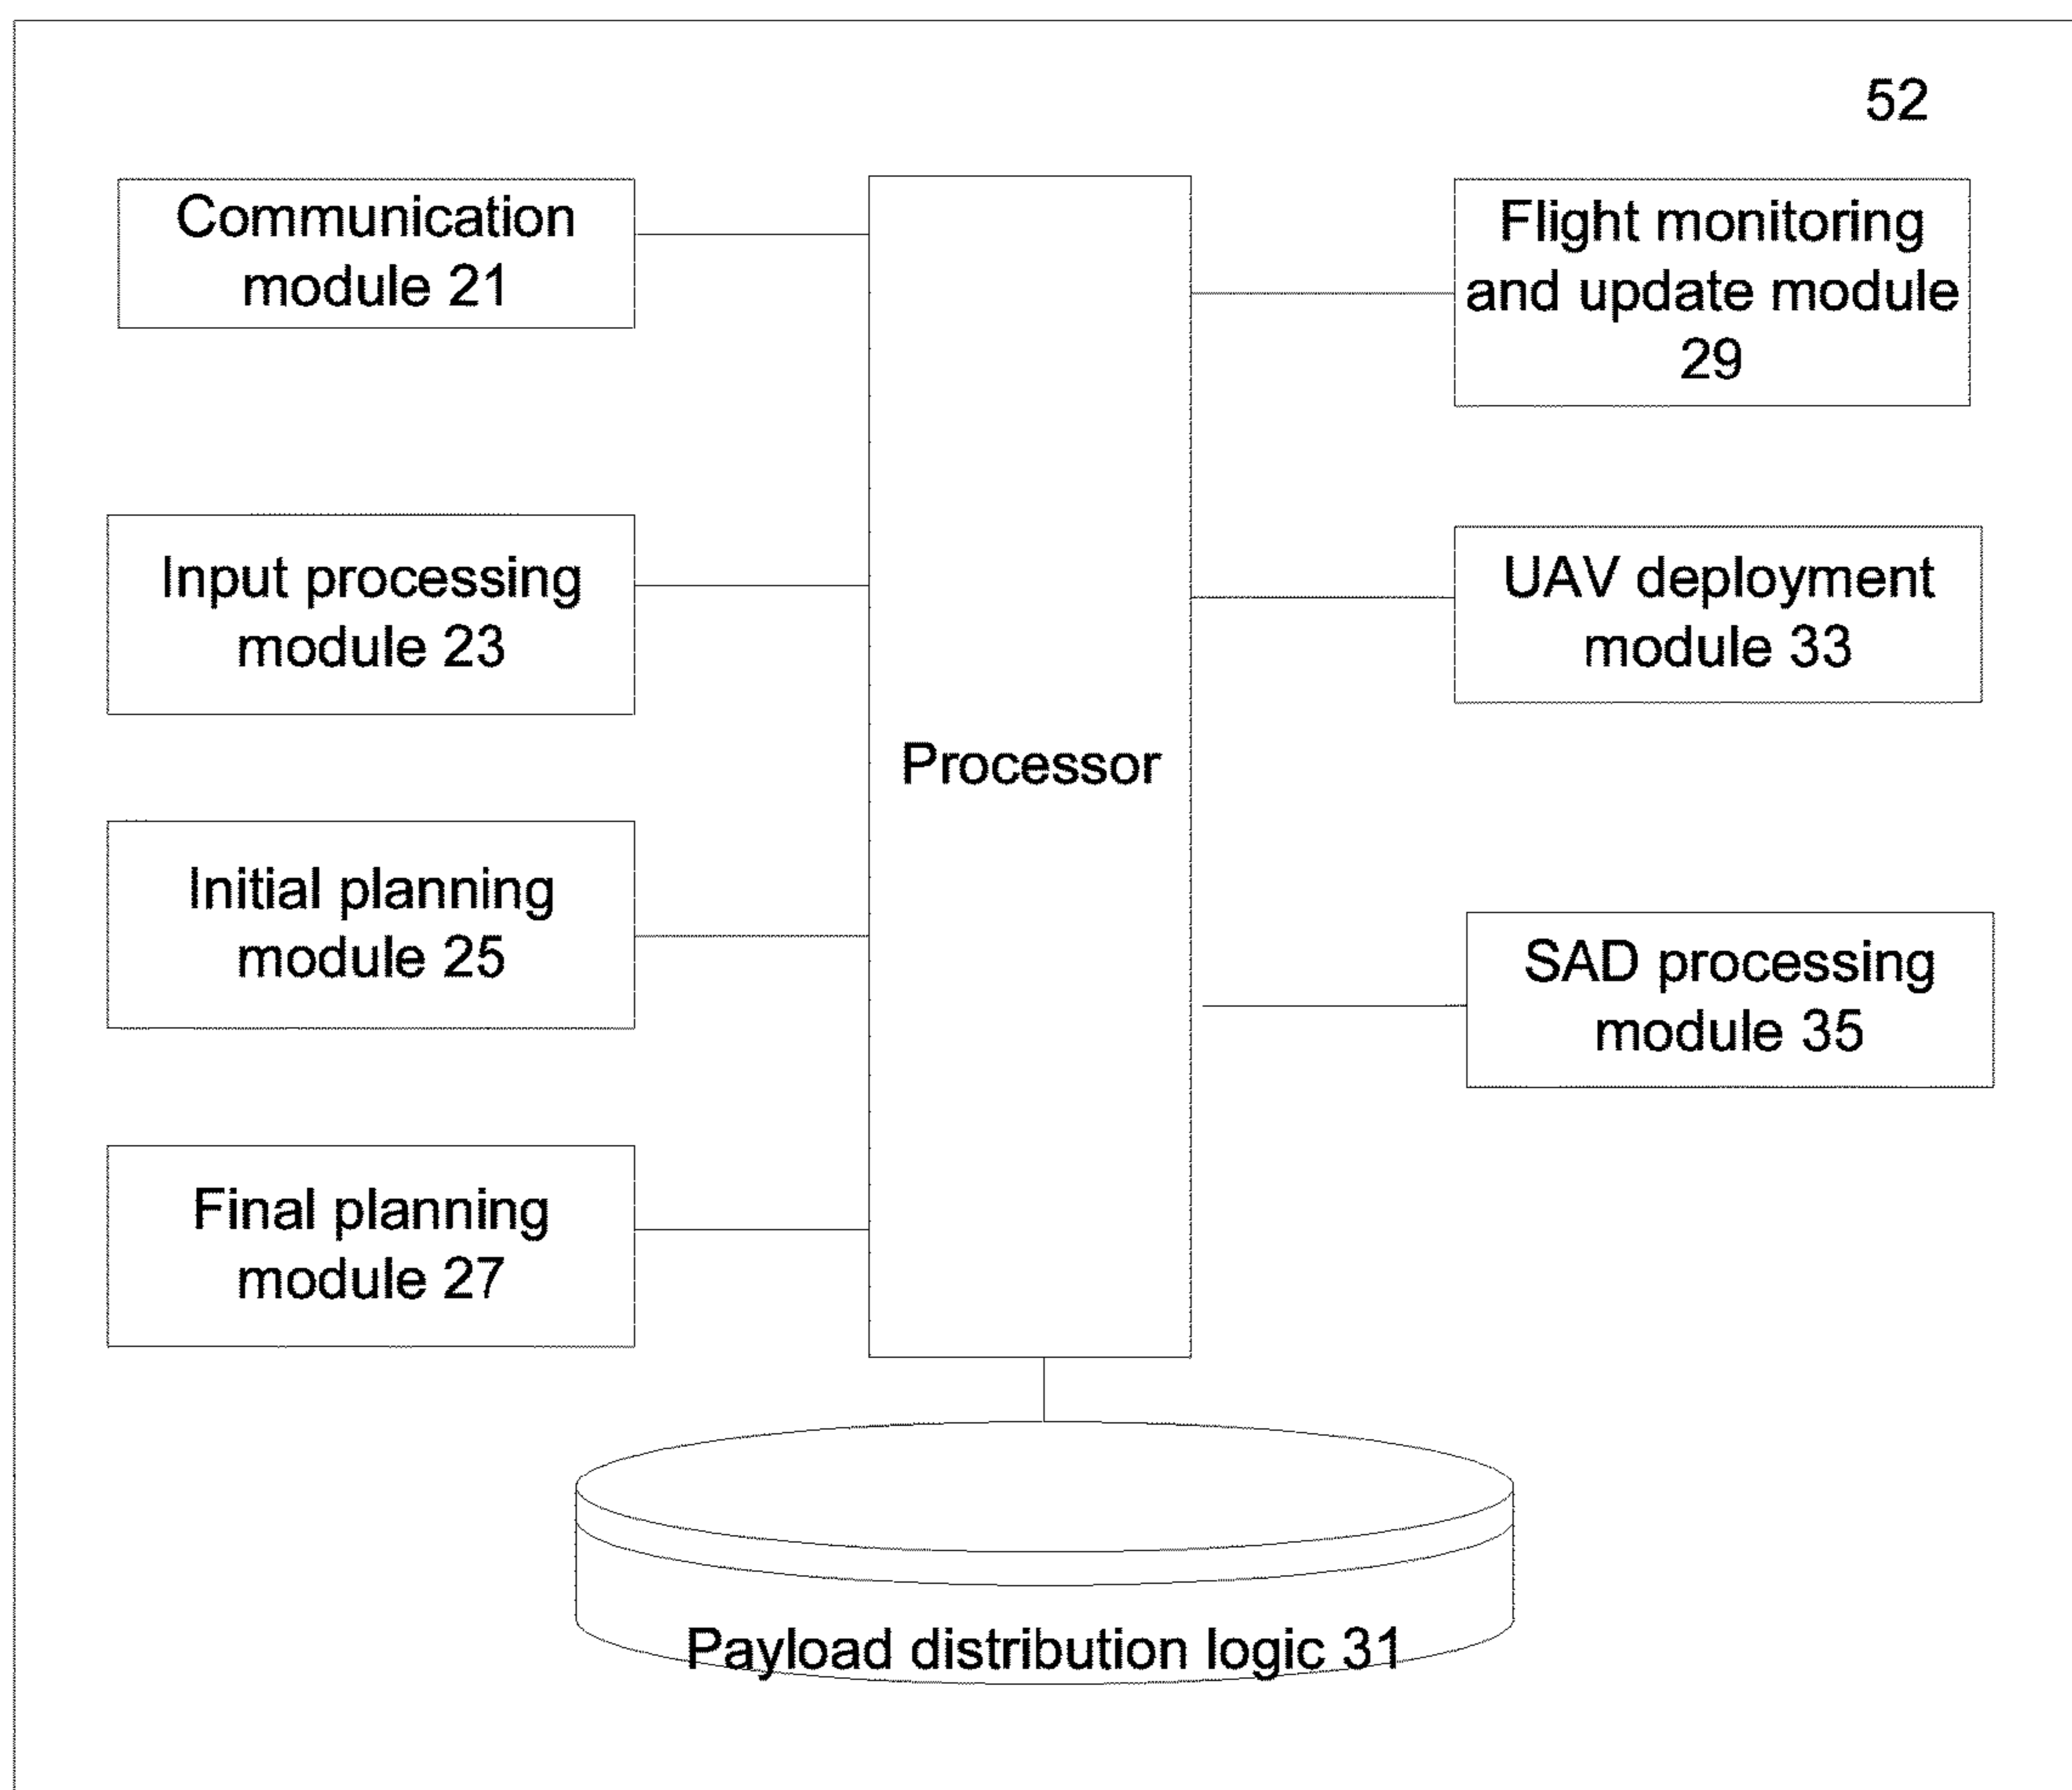 52
Communication
module 21
Flight monitoring
and update module
29
Input processing
module 23
UAV deployment
module 33
Processor
Initial planning
module 25
SAD processing
module 35
Final planning
module 27
Payload distribution logic 31